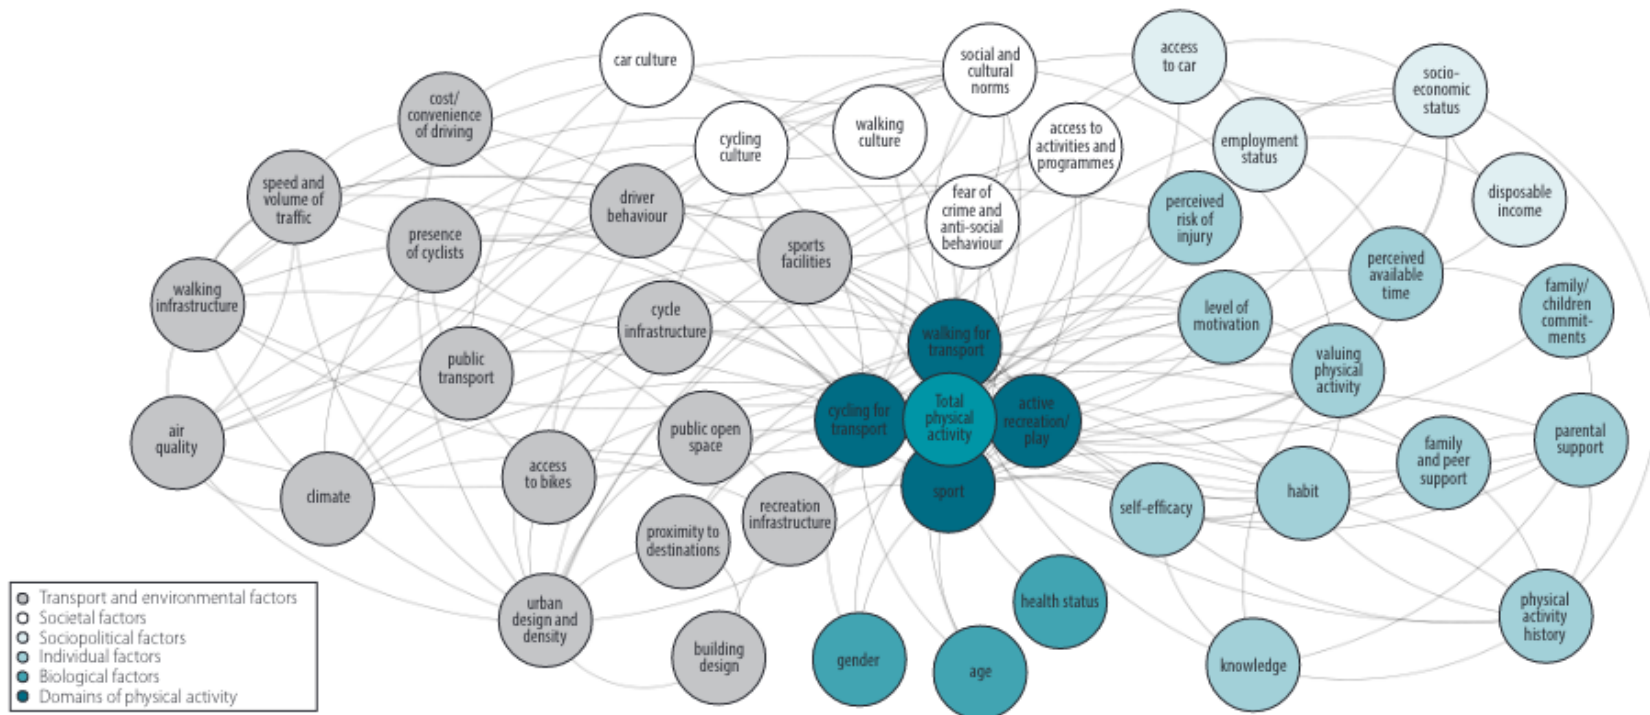 car culture
social and
cultural
norms
access
to car
socio-
economic
status
cost/
convenience
of driving
cycling
culture
walking
culture
access to
activities and
programmes
employment
status
speed and
volume of
traffic
driver
behaviour
fear of
crime and
anti-social
behaviour
perceived
risk of
injury
disposable
income
presence
of cyclists
sports
facilities
perceived
available
time
walking
infrastructure
cycle
infrastructure
level of
motivation
family/
children
commit-
ments
public
transport
walking for
transport
valuing
physical
activity
air
quality
public open
space
cycling for
transport
Total
physical
activity
active
recreation/
play
family
and peer
support
parental
support
climate
access
to bikes
recreation
infrastructure
sport
self-efficacy
habit
proximity to
destinations
urban
design and
density
building
design
gender
age
health status
knowledge
physical
activity
history
Transport and environmental factors
Societal factors
Sociopolitical factors
Individual factors
Biological factors
Domains of physical activity